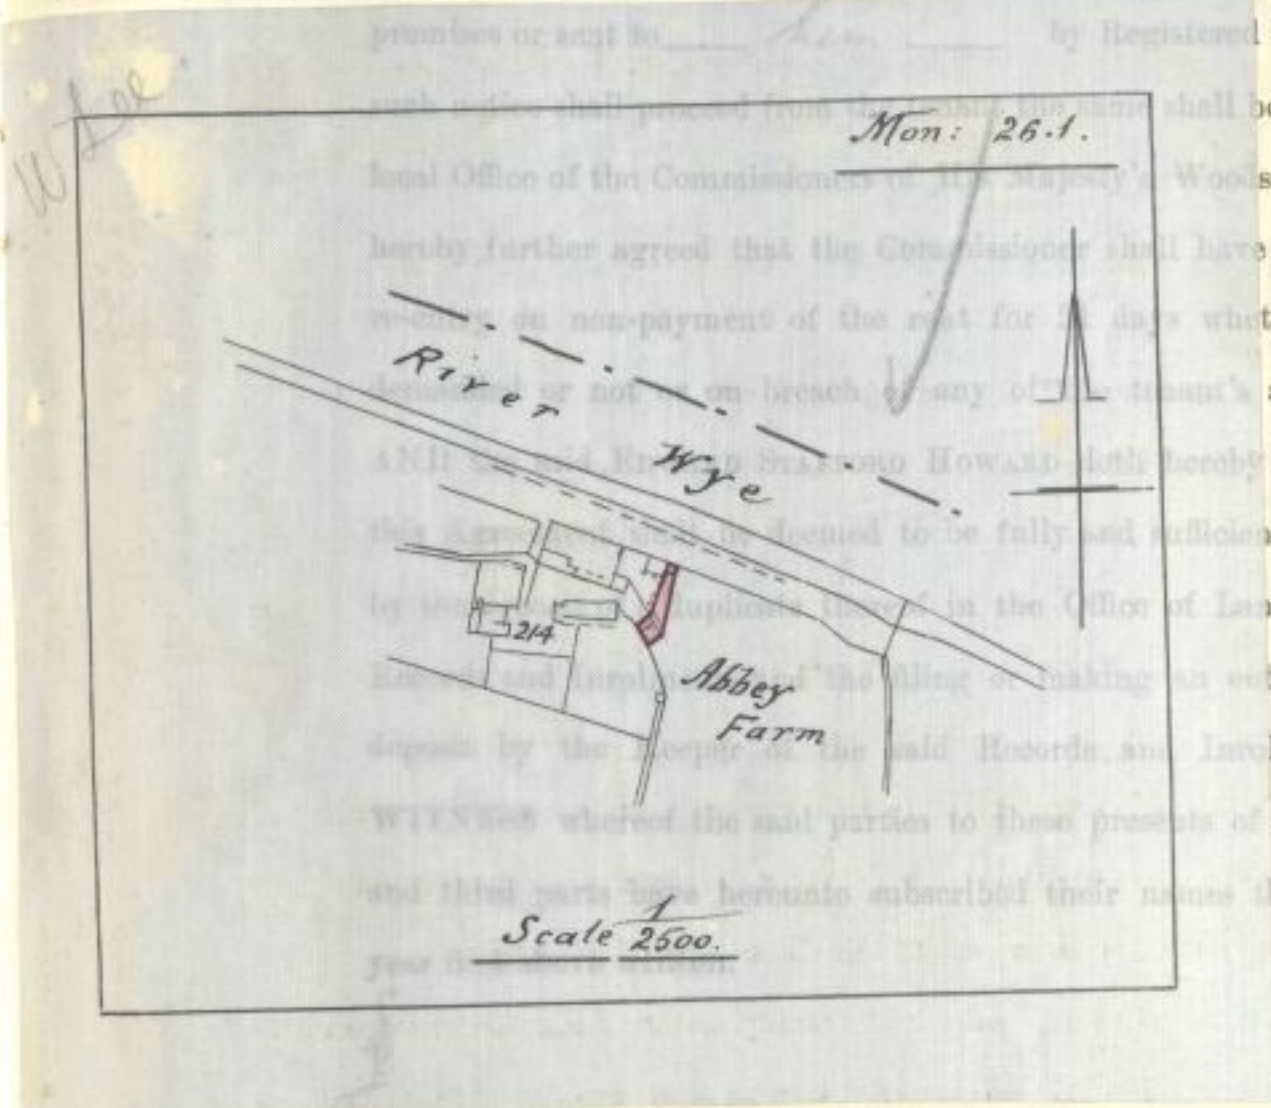 premises or sent to by Registered
W Lee
such notice shall proceed from the tenant the same shall be
Mon: 26.1.
local Office of the Commissioners of His Majesty's Woods
hereby further agreed that the Commissioner shall have
on non-payment of the rent for 21 days whet
River Wye
or not or on breach of any of the tenant's
AND the said STAFFORD HOWARD doth hereby
this Agreement shall be deemed to be fully and sufficien
by the duplicate thereof in the Office of Lan
214
Records and Inrolments and the filing or making an
Abbey
Farm
deposit by the Keeper of the said Records and Inrol
WITNESS whereof the said parties to these presents of
and third parts have hereunto subscribed their names th
Scale 1/2500.
year first above written.